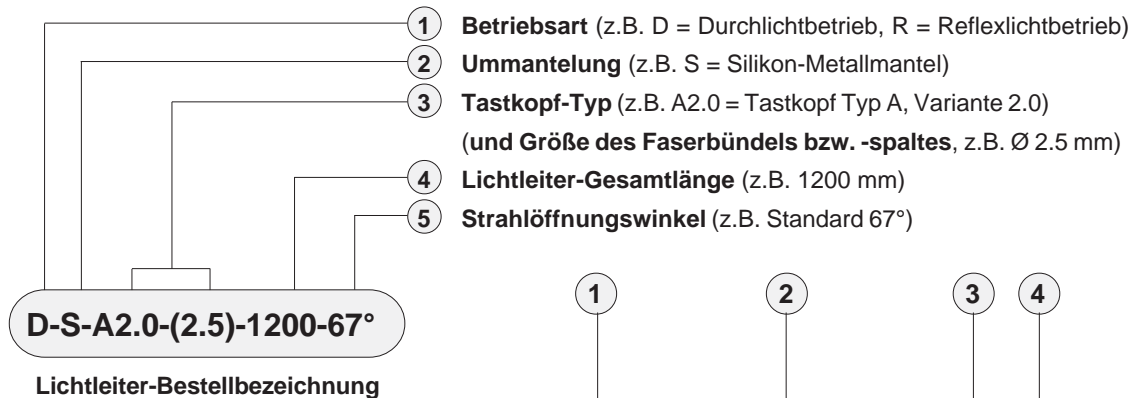 1 Betriebsart (z.B. D = Durchlichtbetrieb, R = Reflexlichtbetrieb)
2 Ummantelung (z.B. S = Silikon-Metallmantel)
3 Tastkopf-Typ (z.B. A2.0 = Tastkopf Typ A, Variante 2.0)
(und Größe des Faserbündels bzw. -spaltes, z.B. Ø 2.5 mm)
4 Lichtleiter-Gesamtlänge (z.B. 1200 mm)
5 Strahlöffnungswinkel (z.B. Standard 67°)
1 2 3 4
D-S-A2.0-(2.5)-1200-67°
Lichtleiter-Bestellbezeichnung